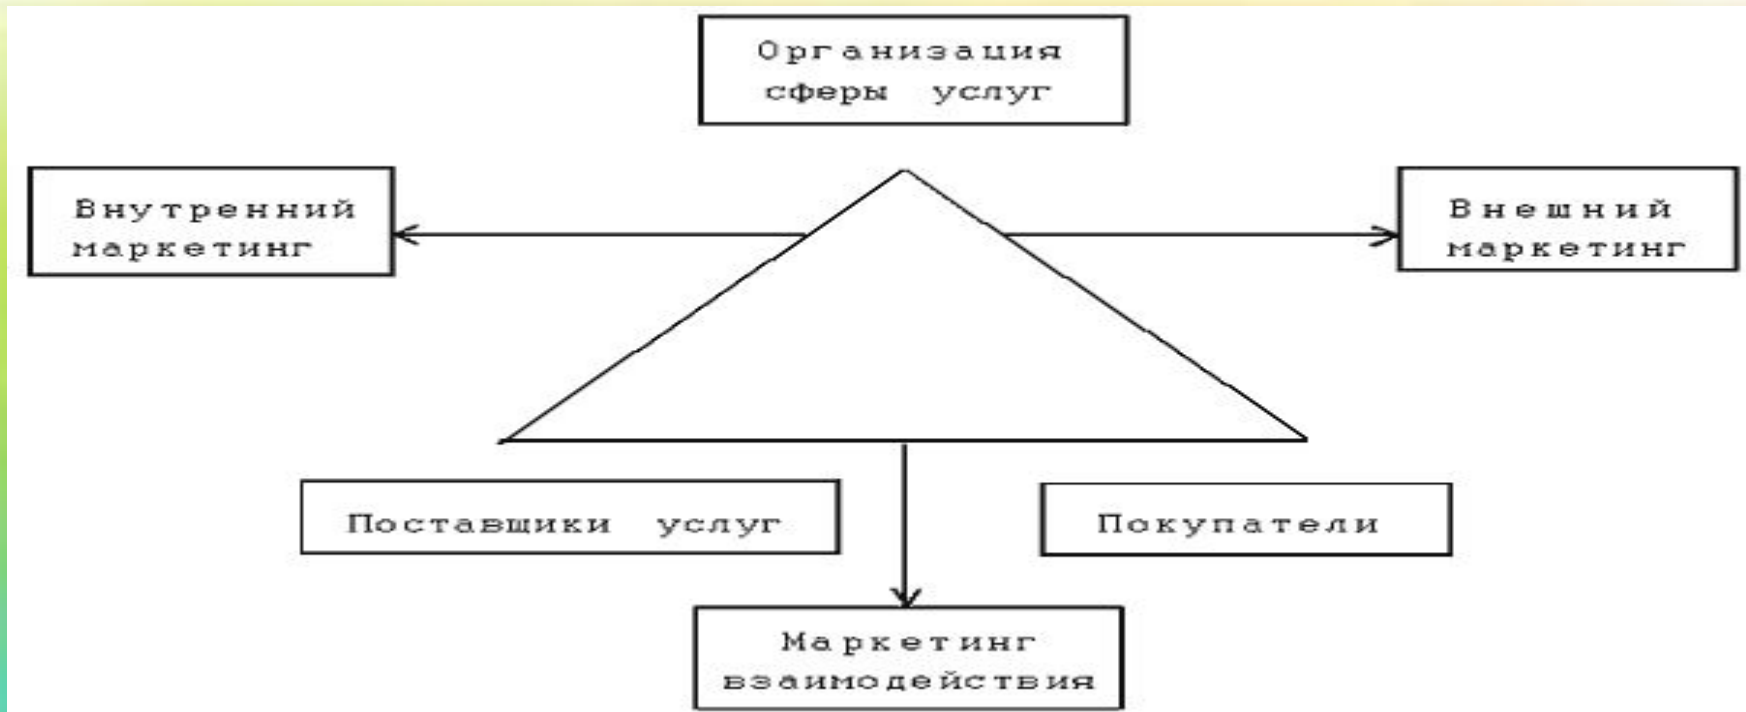 Организация
сферы услуг
Внутренний
маркетинг
Внешний
маркетинг
Поставщики услуг
Покупатели
Маркетинг
взаимодействия